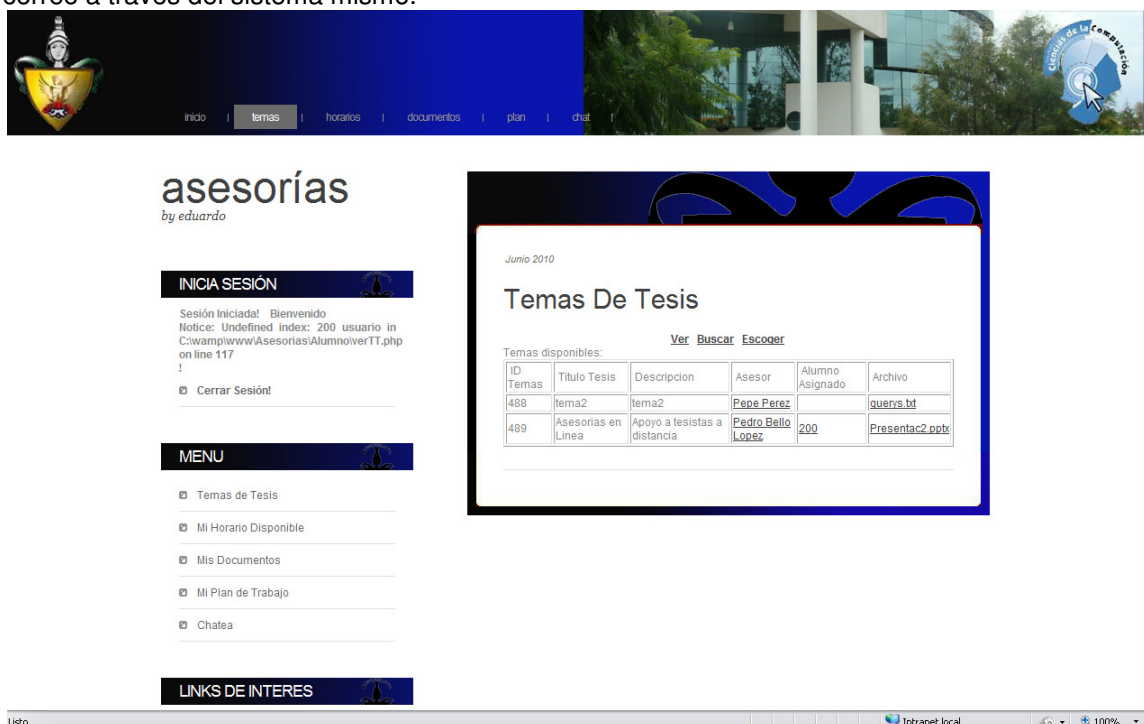 correo a través del sistema mismo.
Ciencias de la Computación
inicio | temas | horarios | documentos | plan | chat |
asesorías
by eduardo
INICIA SESIÓN
Sesión Iniciada! Bienvenido
Notice: Undefined index: 200 usuario in
C:\wamp\www\Asesorias\Alumno\verTT.php
on line 117
!
Cerrar Sesión!
MENU
Temas de Tesis
Mi Horario Disponible
Mis Documentos
Mi Plan de Trabajo
Chatea
LINKS DE INTERES
Junio 2010
Temas De Tesis
Ver Buscar Escoger
Temas disponibles:
ID Temas Titulo Tesis Descripcion Asesor Alumno Asignado Archivo
488 tema2 tema2 Pepe Perez querys.txt
489 Asesorias en Linea Apoyo a tesistas a distancia Pedro Bello Lopez 200 Presentac2.pptx
Listo Intranet local 100%